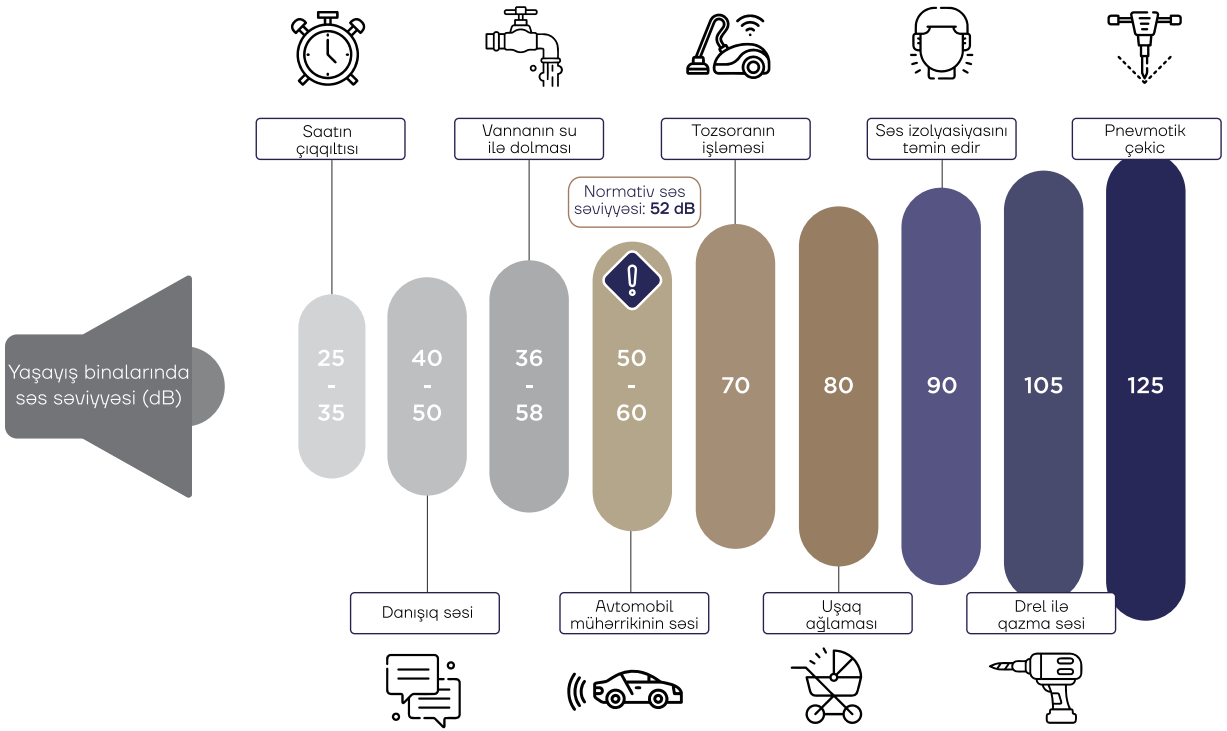 Saatın
çıqqıltısı
Vannanın su
ilə dolması
Tozsoranın
işləməsi
Səs izolyasiyasını
təmin edir
Pnevmotik
çəkic
Normativ səs
səviyyəsi: 52 dB
Yaşayış binalarında
səs səviyyəsi (dB)
25
-
35
40
-
50
36
-
58
50
-
60
70
80
90
105
125
Danışıq səsi
Avtomobil
mühərrikinin səsi
Uşaq
ağlaması
Drel ilə
qazma səsi